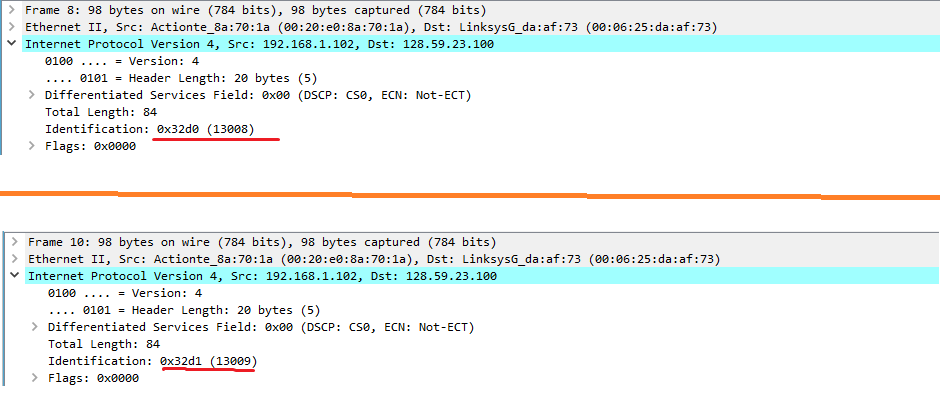 Frame 8: 98 bytes on wire (784 bits), 98 bytes captured (784 bits)
Ethernet II, Src: Actionte_8a:70:1a (00:20:e0:8a:70:1a), Dst: LinksysG_da:af:73 (00:06:25:da:af:73)
Internet Protocol Version 4, Src: 192.168.1.102, Dst: 128.59.23.100
0100 .... = Version: 4
.... 0101 = Header Length: 20 bytes (5)
Differentiated Services Field: 0x00 (DSCP: CS0, ECN: Not-ECT)
Total Length: 84
Identification: 0x32d0 (13008)
Flags: 0x0000
Frame 10: 98 bytes on wire (784 bits), 98 bytes captured (784 bits)
Ethernet II, Src: Actionte_8a:70:1a (00:20:e0:8a:70:1a), Dst: LinksysG_da:af:73 (00:06:25:da:af:73)
Internet Protocol Version 4, Src: 192.168.1.102, Dst: 128.59.23.100
0100 .... = Version: 4
.... 0101 = Header Length: 20 bytes (5)
Differentiated Services Field: 0x00 (DSCP: CS0, ECN: Not-ECT)
Total Length: 84
Identification: 0x32d1 (13009)
Flags: 0x0000